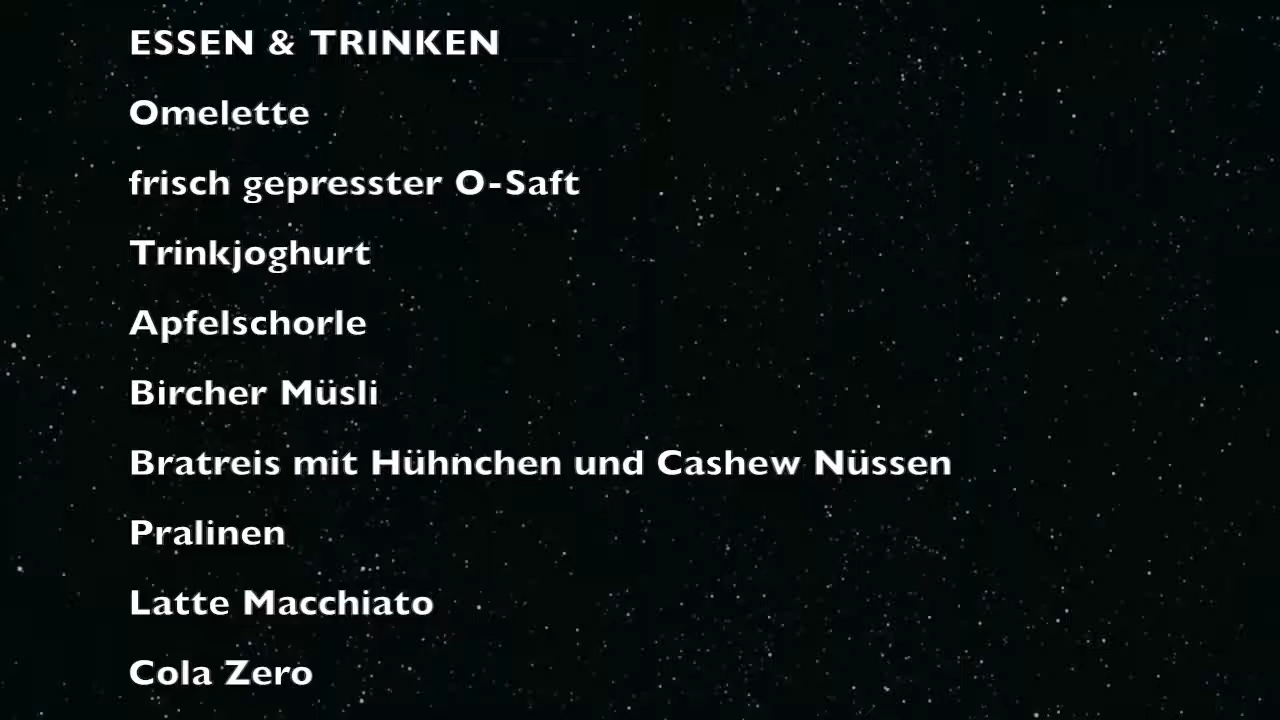 ESSEN & TRINKEN
Omelette
frisch gepresster O-Saft
Trinkjoghurt
Apfelschorle
Bircher Müsli
Bratreis mit Hühnchen und Cashew Nüssen
Pralinen
Latte Macchiato
Cola Zero